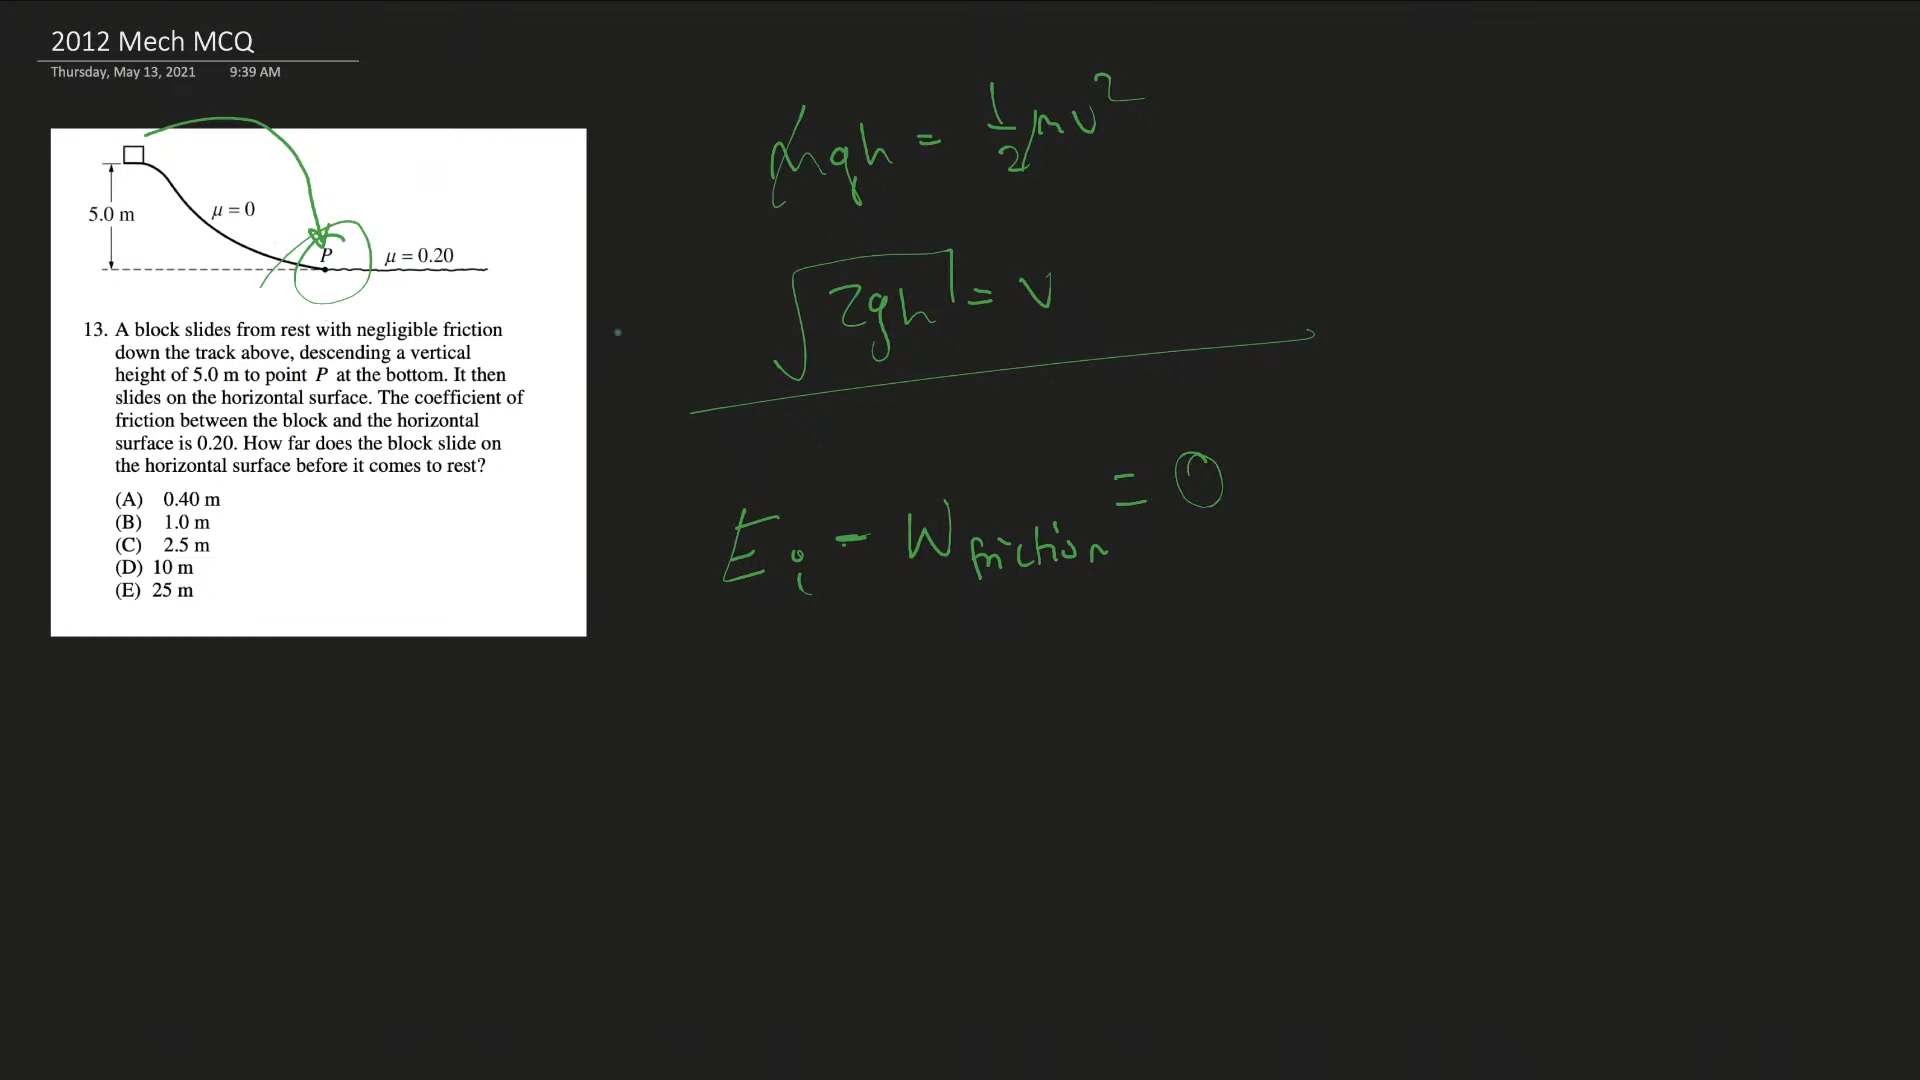 2012 Mech MCQ
Thursday, May 13, 2021 9:39 AM
5.0 m
μ = 0
P
μ = 0.20
13. A block slides from rest with negligible friction
down the track above, descending a vertical
height of 5.0 m to point P at the bottom. It then
slides on the horizontal surface. The coefficient of
friction between the block and the horizontal
surface is 0.20. How far does the block slide on
the horizontal surface before it comes to rest?
(A) 0.40 m
(B) 1.0 m
(C) 2.5 m
(D) 10 m
(E) 25 m
mgh = 1/2 mv²
√2gh = v
Ei - Wfriction = 0